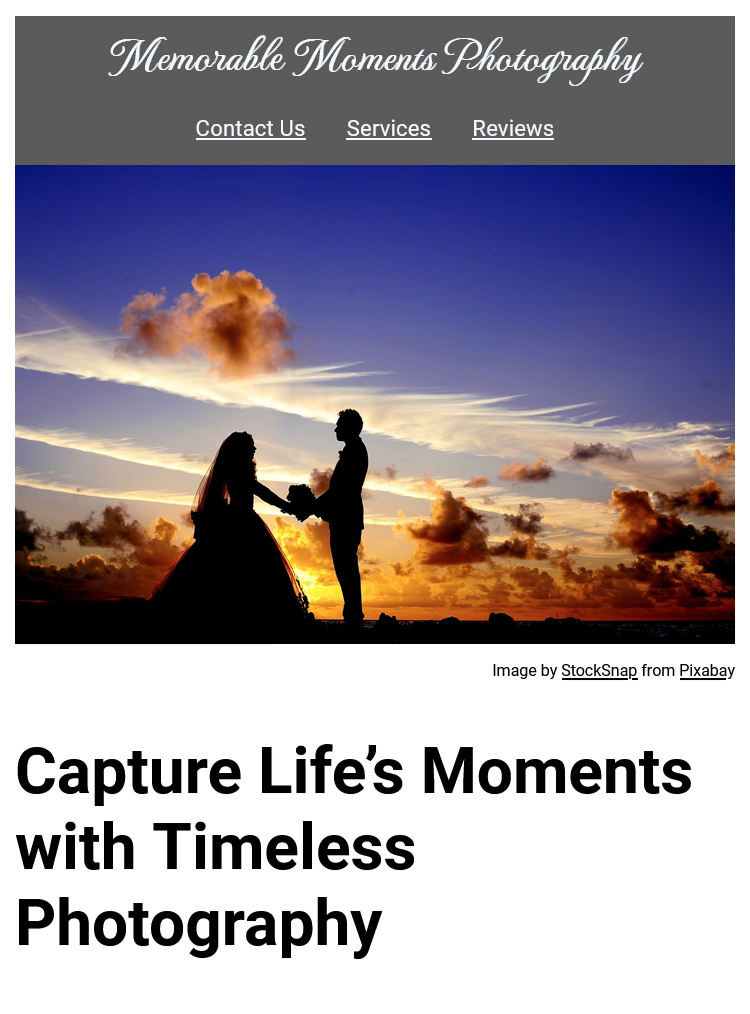 Memorable Moments Photography
Contact Us Services Reviews
Image by StockSnap from Pixabay
Capture Life’s Moments
with Timeless
Photography